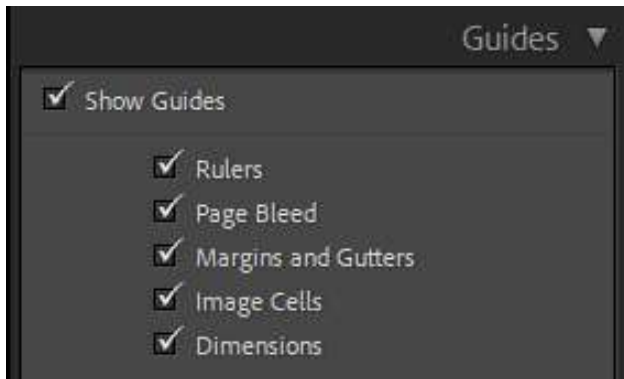 Guides
Show Guides
Rulers
Page Bleed
Margins and Gutters
Image Cells
Dimensions